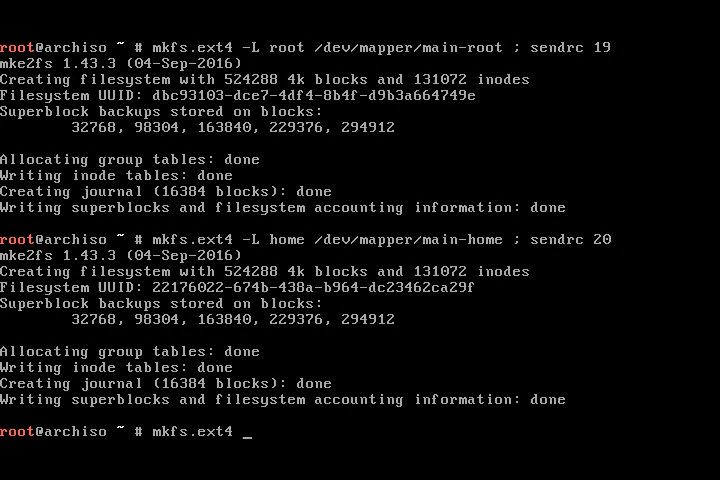 root@archiso ~ # mkfs.ext4 -L root /dev/mapper/main-root ; sendrc 19
mke2fs 1.43.3 (04-Sep-2016)
Creating filesystem with 524288 4k blocks and 131072 inodes
Filesystem UUID: dbc93103-dce7-4df4-8b4f-d9b3a664749e
Superblock backups stored on blocks:
        32768, 98304, 163840, 229376, 294912
Allocating group tables: done
Writing inode tables: done
Creating journal (16384 blocks): done
Writing superblocks and filesystem accounting information: done
root@archiso ~ # mkfs.ext4 -L home /dev/mapper/main-home ; sendrc 20
mke2fs 1.43.3 (04-Sep-2016)
Creating filesystem with 524288 4k blocks and 131072 inodes
Filesystem UUID: 22176022-674b-438a-b964-dc23462ca29f
Superblock backups stored on blocks:
        32768, 98304, 163840, 229376, 294912
Allocating group tables: done
Writing inode tables: done
Creating journal (16384 blocks): done
Writing superblocks and filesystem accounting information: done
root@archiso ~ # mkfs.ext4 _